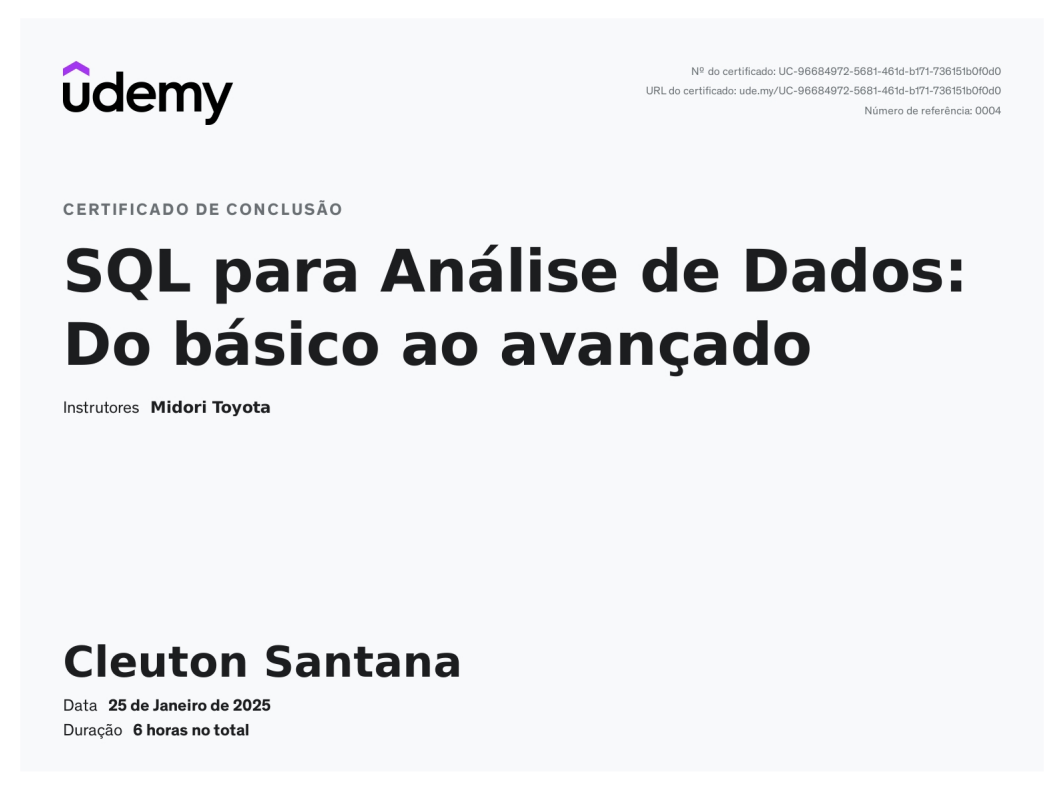 udemy
Nº do certificado: UC-96684972-5681-461d-b171-736151b0f0d0
URL do certificado: ude.my/UC-96684972-5681-461d-b171-736151b0f0d0
Número de referência: 0004
CERTIFICADO DE CONCLUSÃO
SQL para Análise de Dados:
Do básico ao avançado
Instrutores Midori Toyota
Cleuton Santana
Data 25 de Janeiro de 2025
Duração 6 horas no total